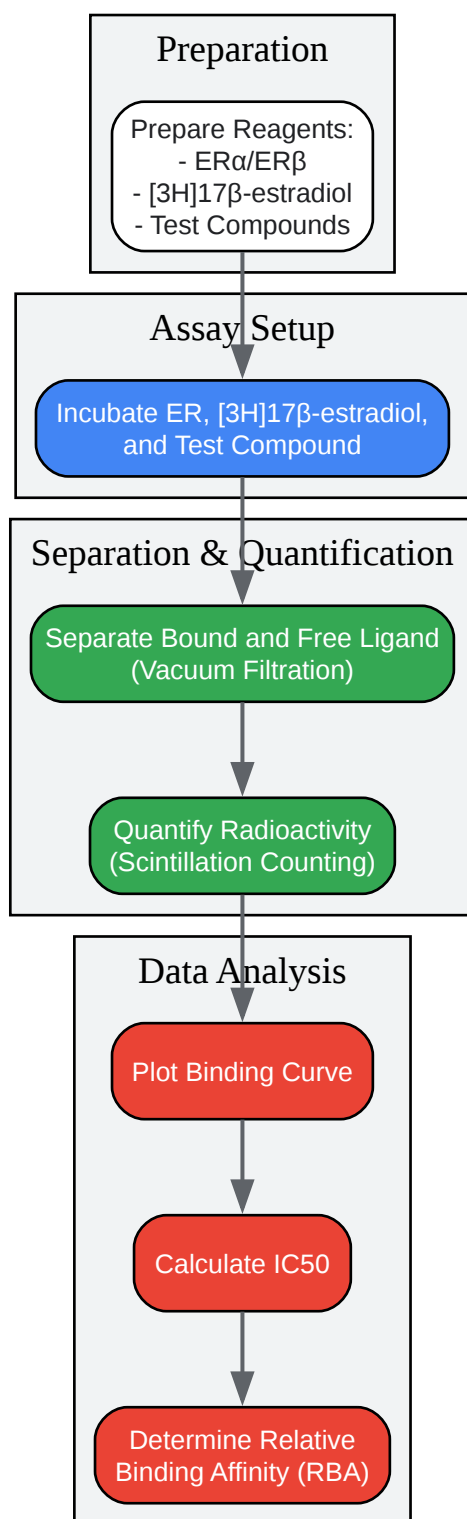 Preparation
Prepare Reagents:
- ERα/ERβ
- [3H]17β-estradiol
- Test Compounds
Assay Setup
Incubate ER, [3H]17β-estradiol,
and Test Compound
Separation & Quantification
Separate Bound and Free Ligand
(Vacuum Filtration)
Quantify Radioactivity
(Scintillation Counting)
Data Analysis
Plot Binding Curve
Calculate IC50
Determine Relative
Binding Affinity (RBA)